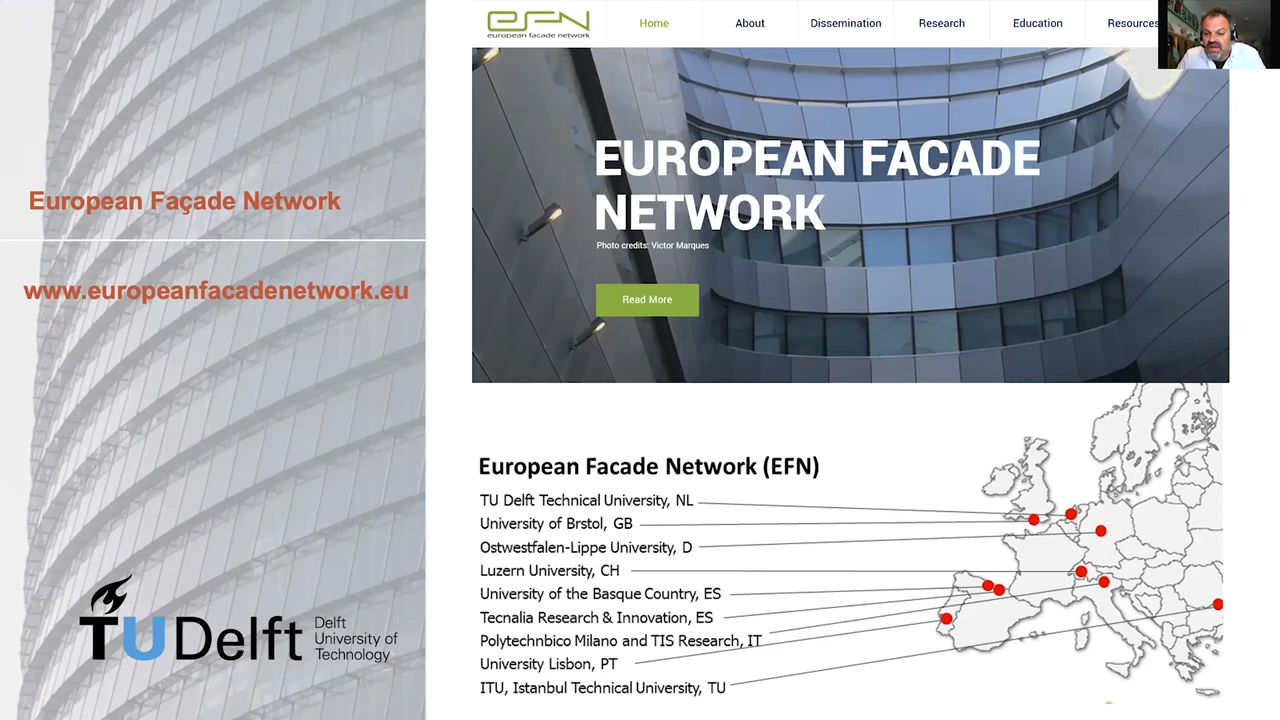 European Façade Network
www.europeanfacadenetwork.eu
TU Delft
Delft
University of
Technology
efn
european facade network
Home
About
Dissemination
Research
Education
Resources
EUROPEAN FACADE
NETWORK
Photo credits: Victor Marques
Read More
European Facade Network (EFN)
TU Delft Technical University, NL
University of Brstol, GB
Ostwestfalen-Lippe University, D
Luzern University, CH
University of the Basque Country, ES
Tecnalia Research & Innovation, ES
Polytechnbico Milano and TIS Research, IT
University Lisbon, PT
ITU, Istanbul Technical University, TU